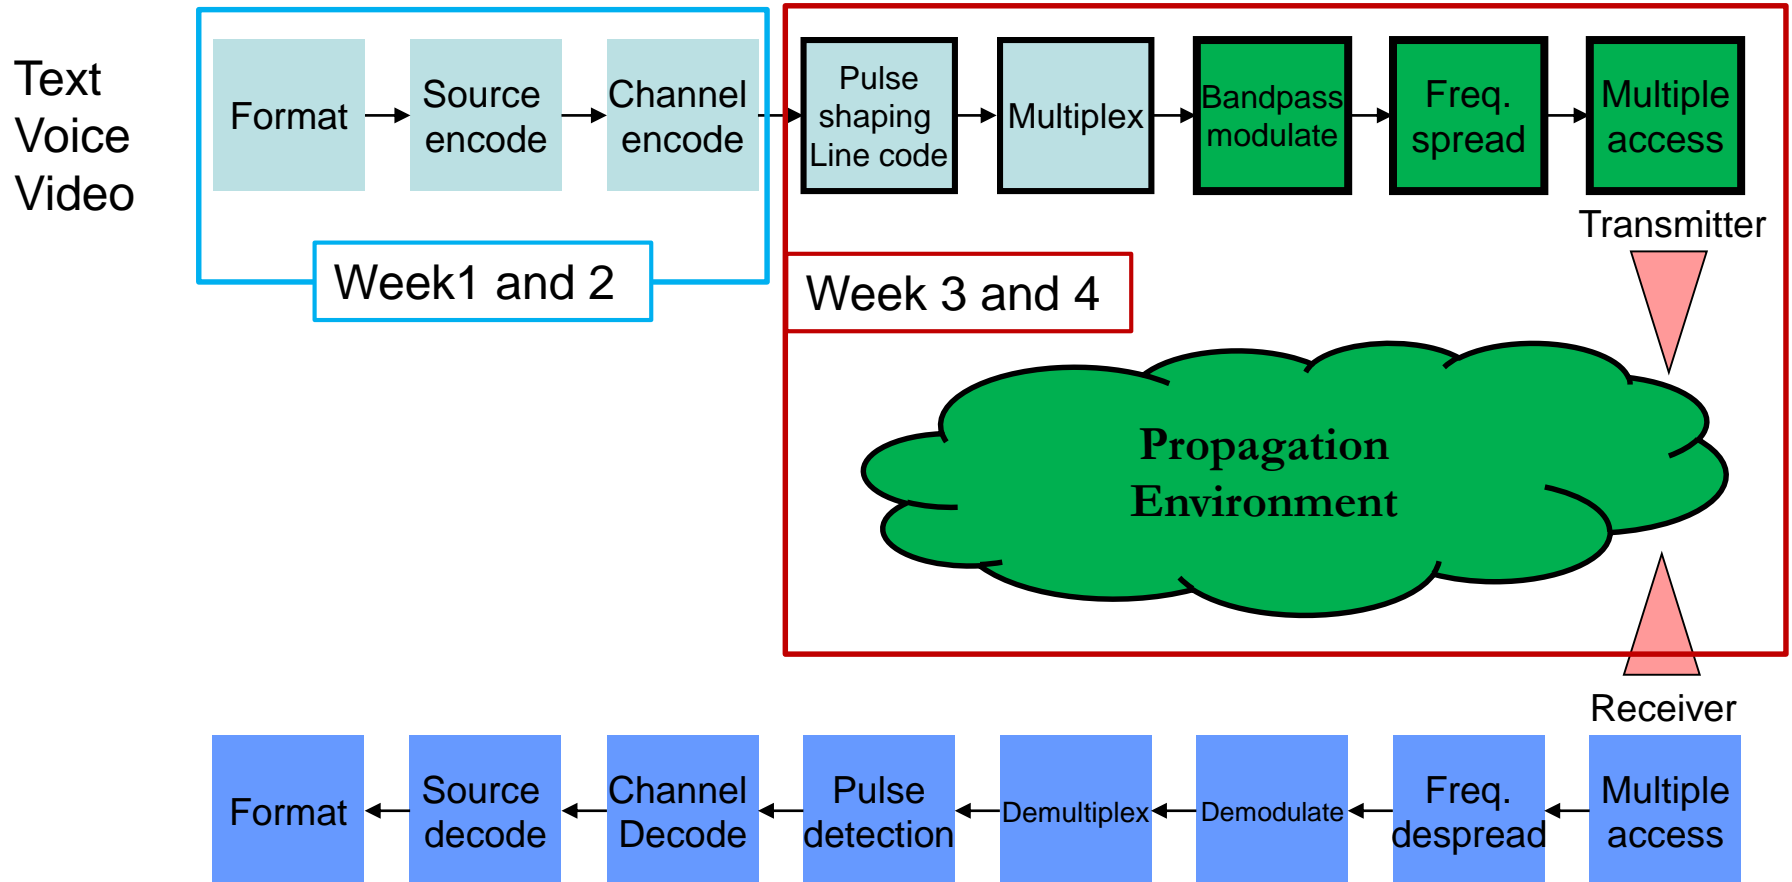 Text
Voice
Video
Format
Source
encode
Channel
encode
Pulse
shaping
Line code
Multiplex
Bandpass
modulate
Freq.
spread
Multiple
access
Transmitter
Week1 and 2
Week 3 and 4
Propagation
Environment
Receiver
Format
Source
decode
Channel
Decode
Pulse
detection
Demultiplex
Demodulate
Freq.
despread
Multiple
access